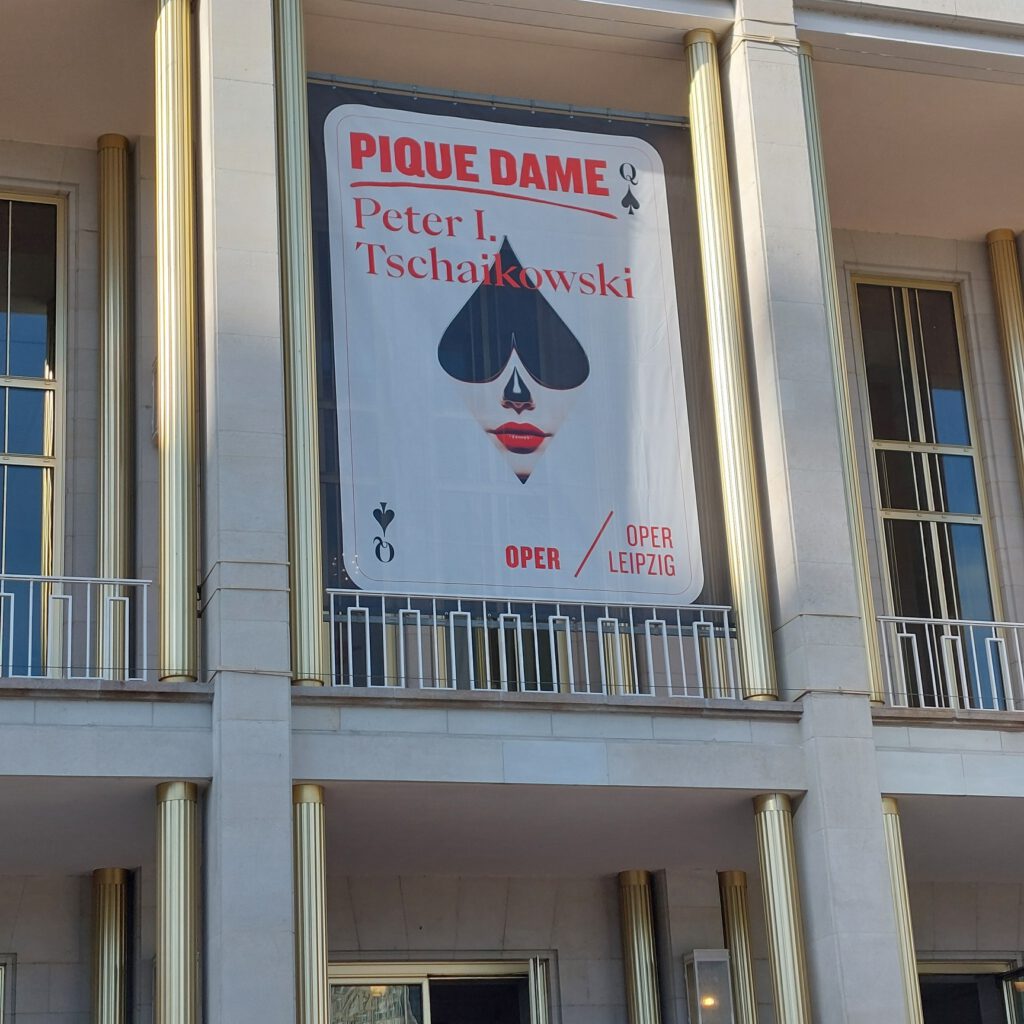 PIQUE DAME
Q
Peter I.
Tschaikowski
Q
OPER
OPER
LEIPZIG